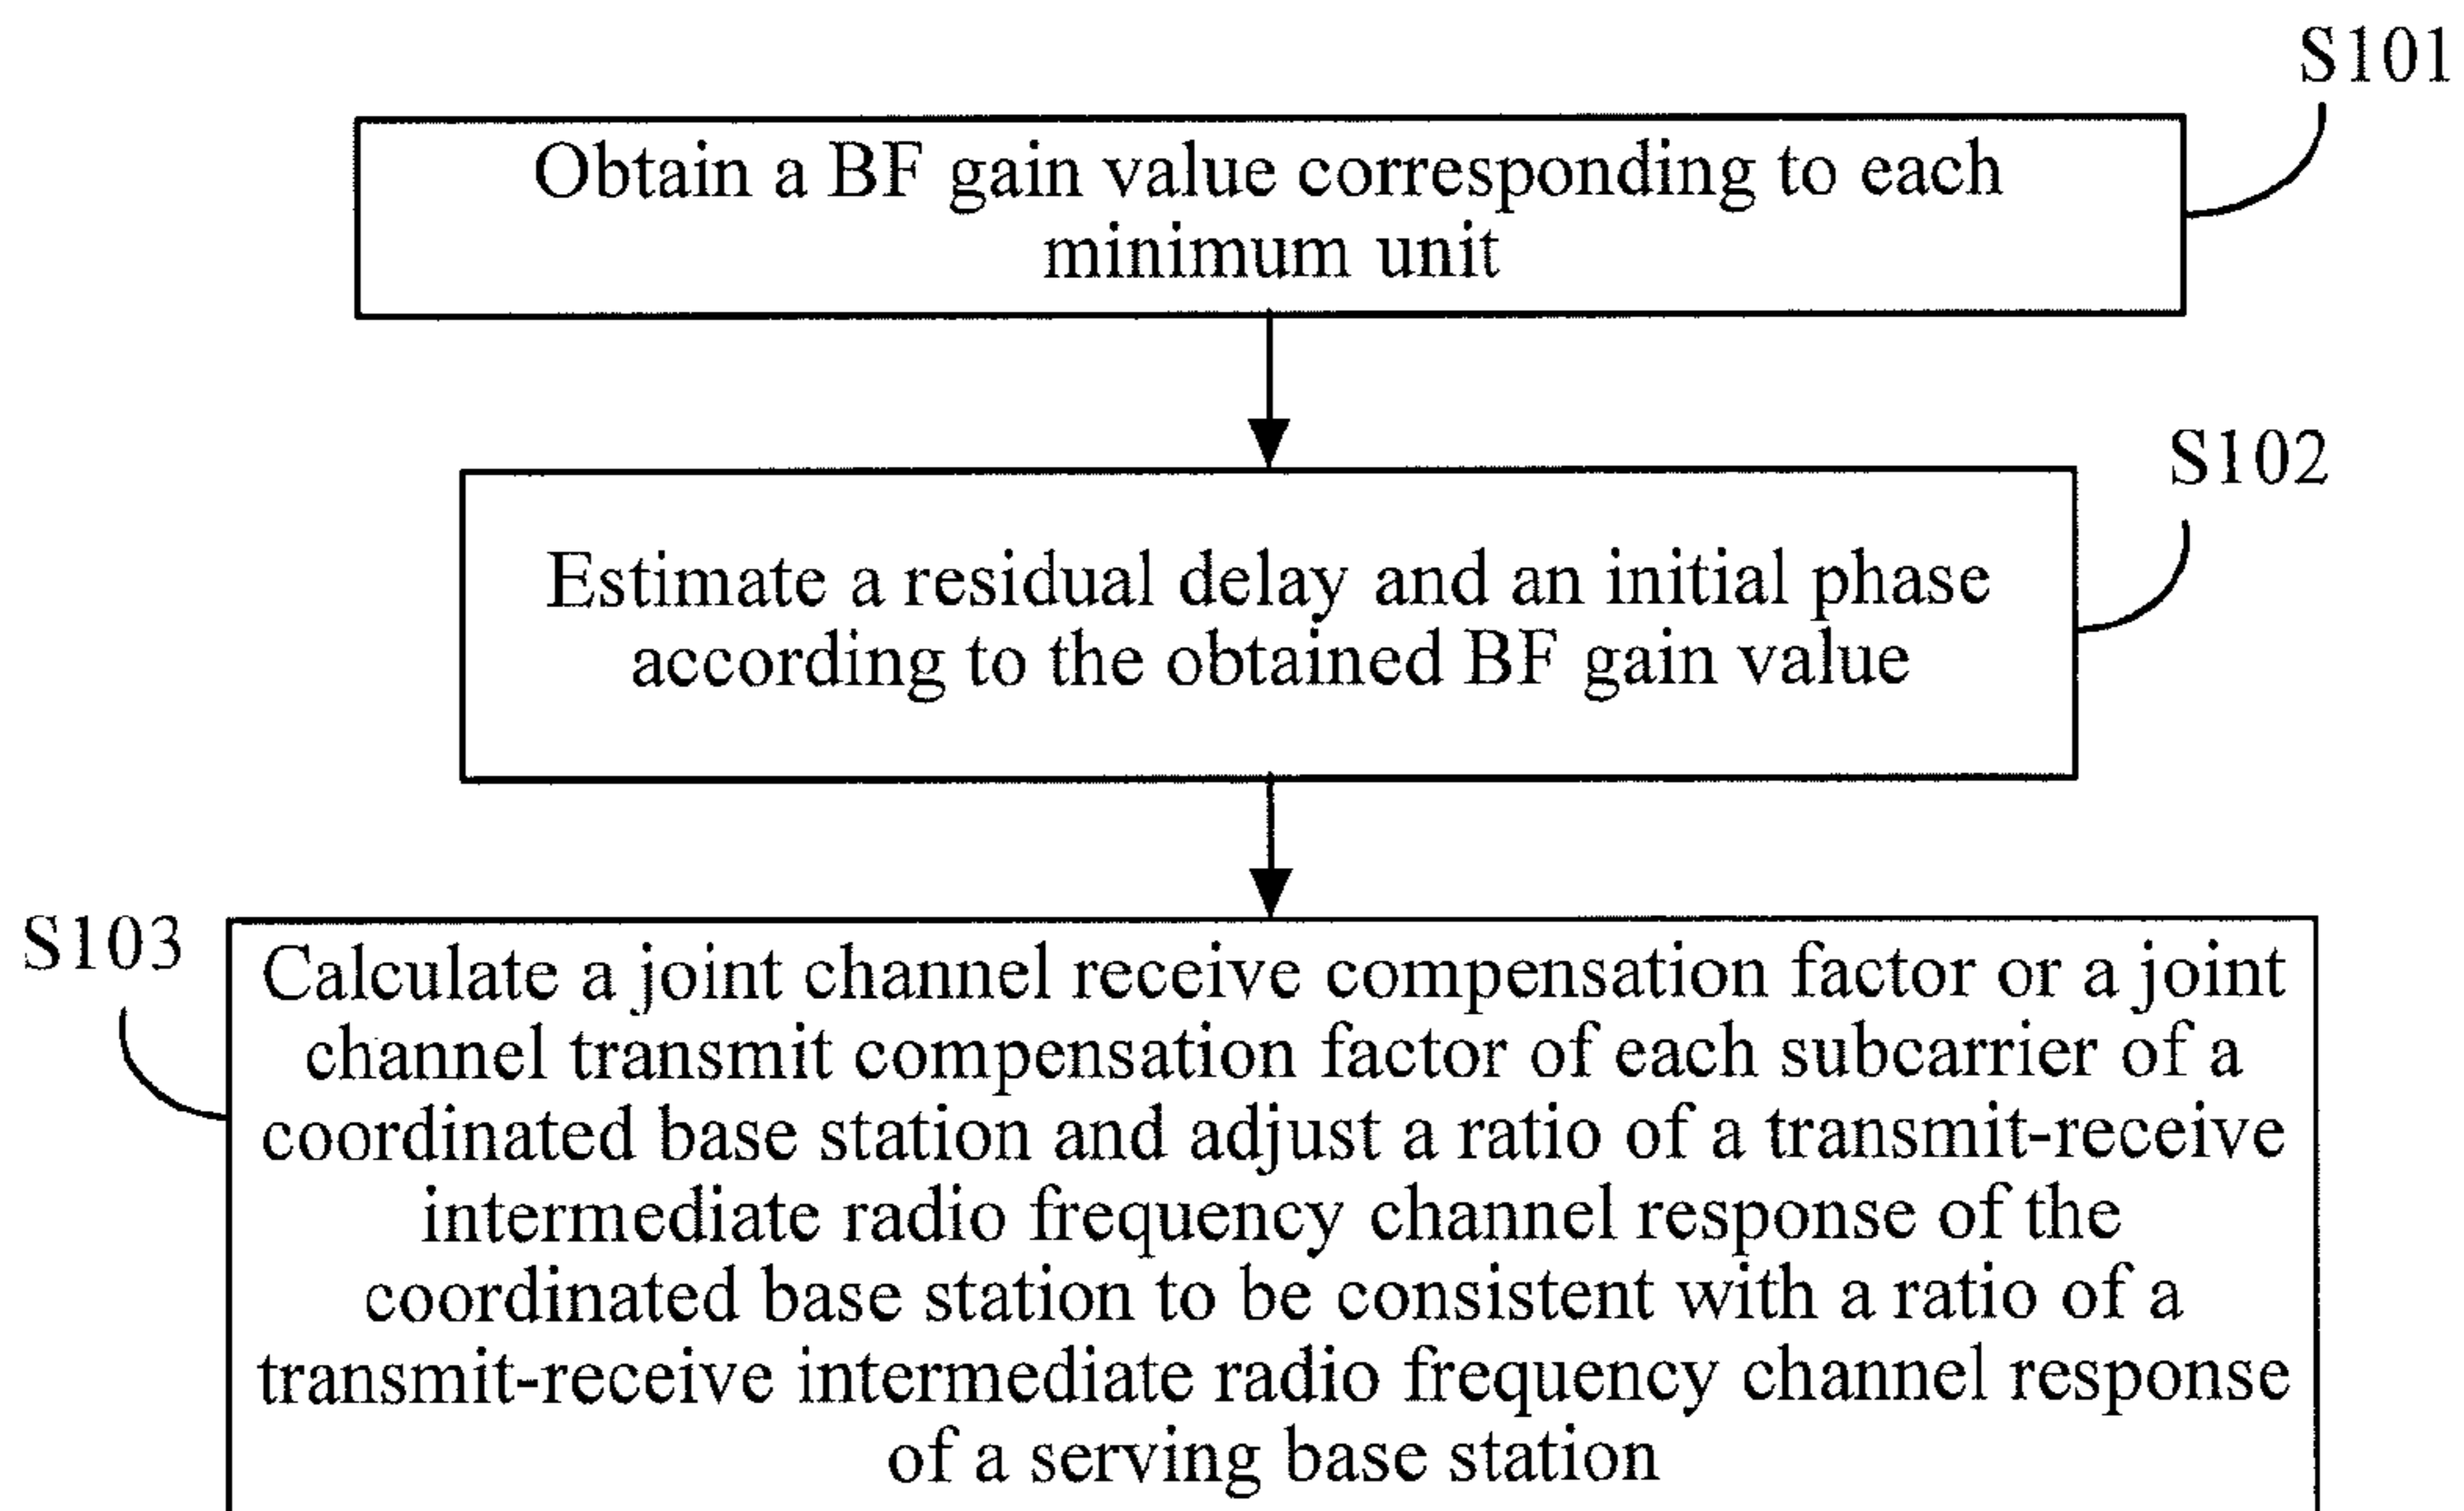 S101
Obtain a BF gain value corresponding to each
minimum unit
S102
Estimate a residual delay and an initial phase
according to the obtained BF gain value
S103
Calculate a joint channel receive compensation factor or a joint
channel transmit compensation factor of each subcarrier of a
coordinated base station and adjust a ratio of a transmit-receive
intermediate radio frequency channel response of the
coordinated base station to be consistent with a ratio of a
transmit-receive intermediate radio frequency channel response
of a serving base station